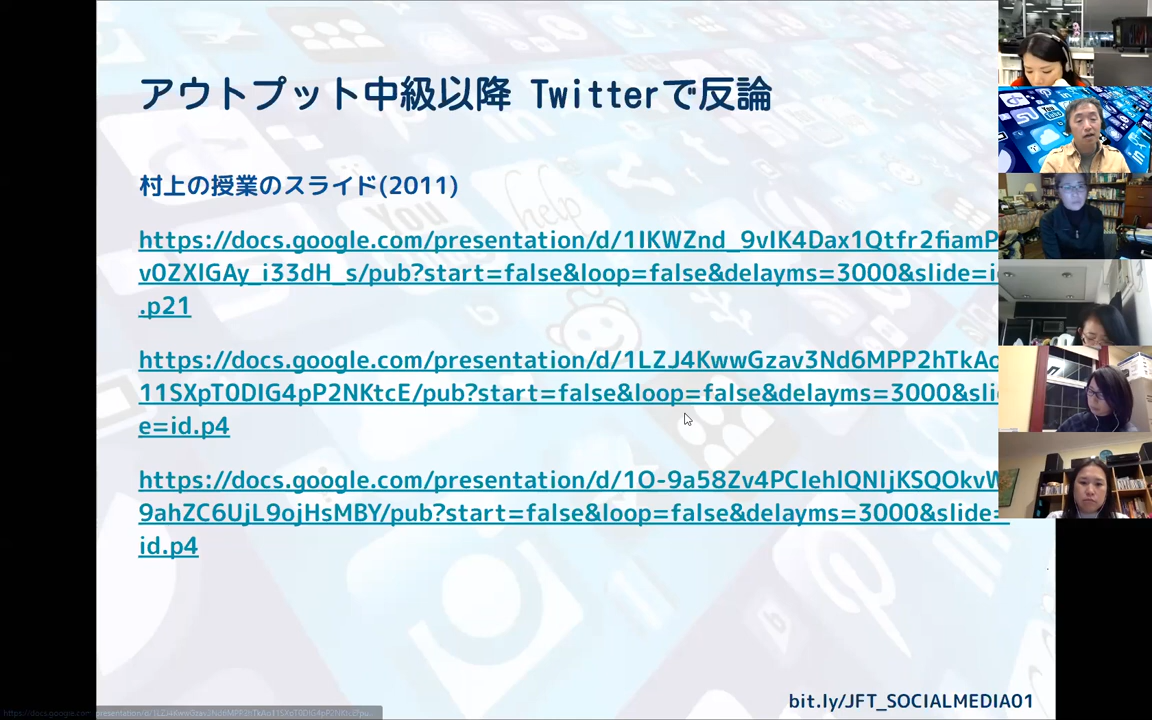 アウトプット中級以降 Twitterで反論
村上の授業のスライド(2011)
https://docs.google.com/presentation/d/1IKWZnd_9vIK4Dax1Qtfr2fiamP
v0ZXIGAy_i33dH_s/pub?start=false&loop=false&delayms=3000&slide=i
.p21
https://docs.google.com/presentation/d/1LZJ4KwwGzav3Nd6MPP2hTkAo
11SXpT0DIG4pP2NKtcE/pub?start=false&loop=false&delayms=3000&sli
e=id.p4
https://docs.google.com/presentation/d/1O-9a58Zv4PCIehlQNIjKSQOkvW
9ahZC6UjL9ojHsMBY/pub?start=false&loop=false&delayms=3000&slide=
id.p4
You
help
bit.ly/JFT_SOCIALMEDIA01